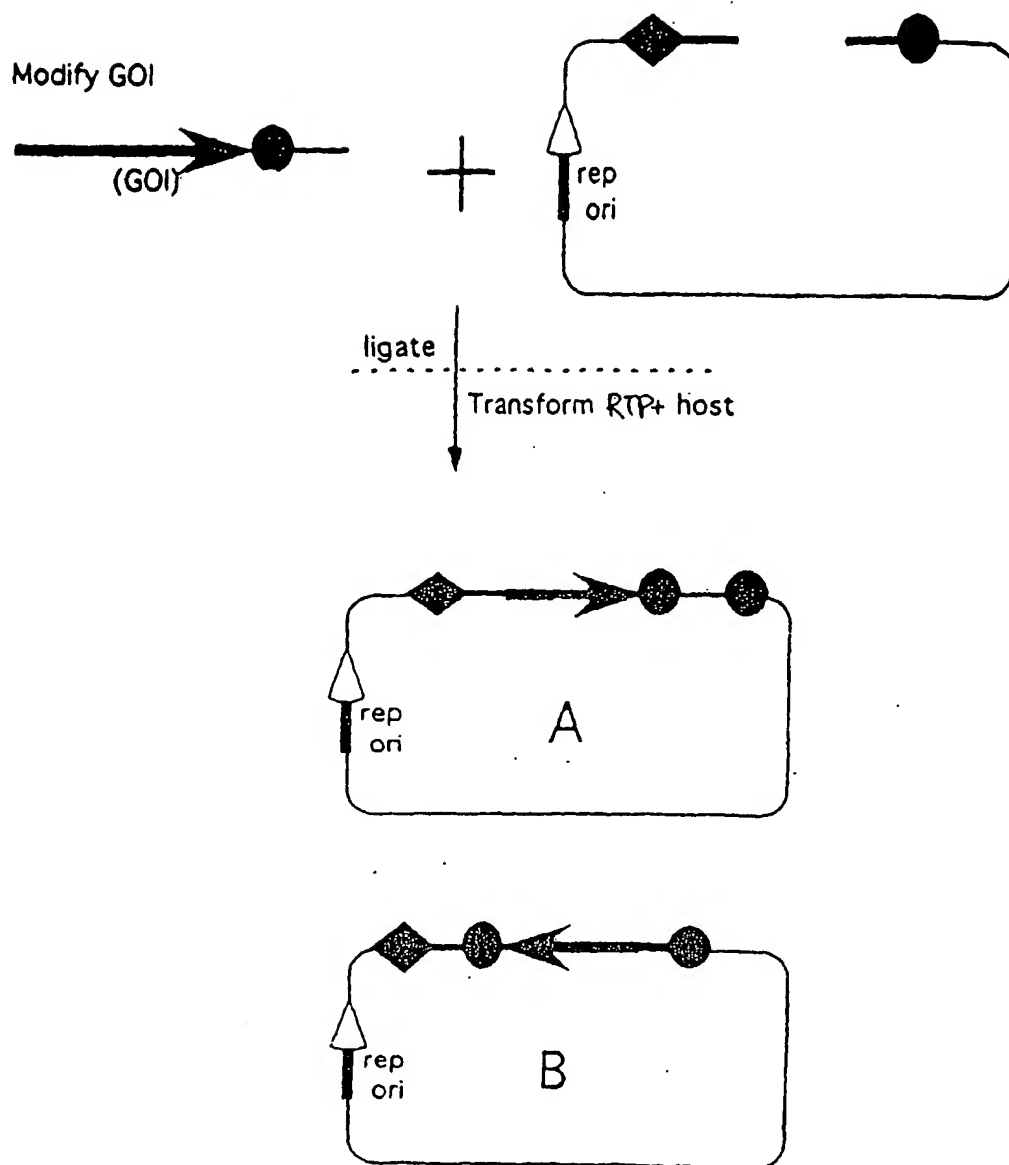 Modify GOI
(GOI)
rep
ori
ligate
Transform RTP+ host
rep
ori
A
rep
ori
B